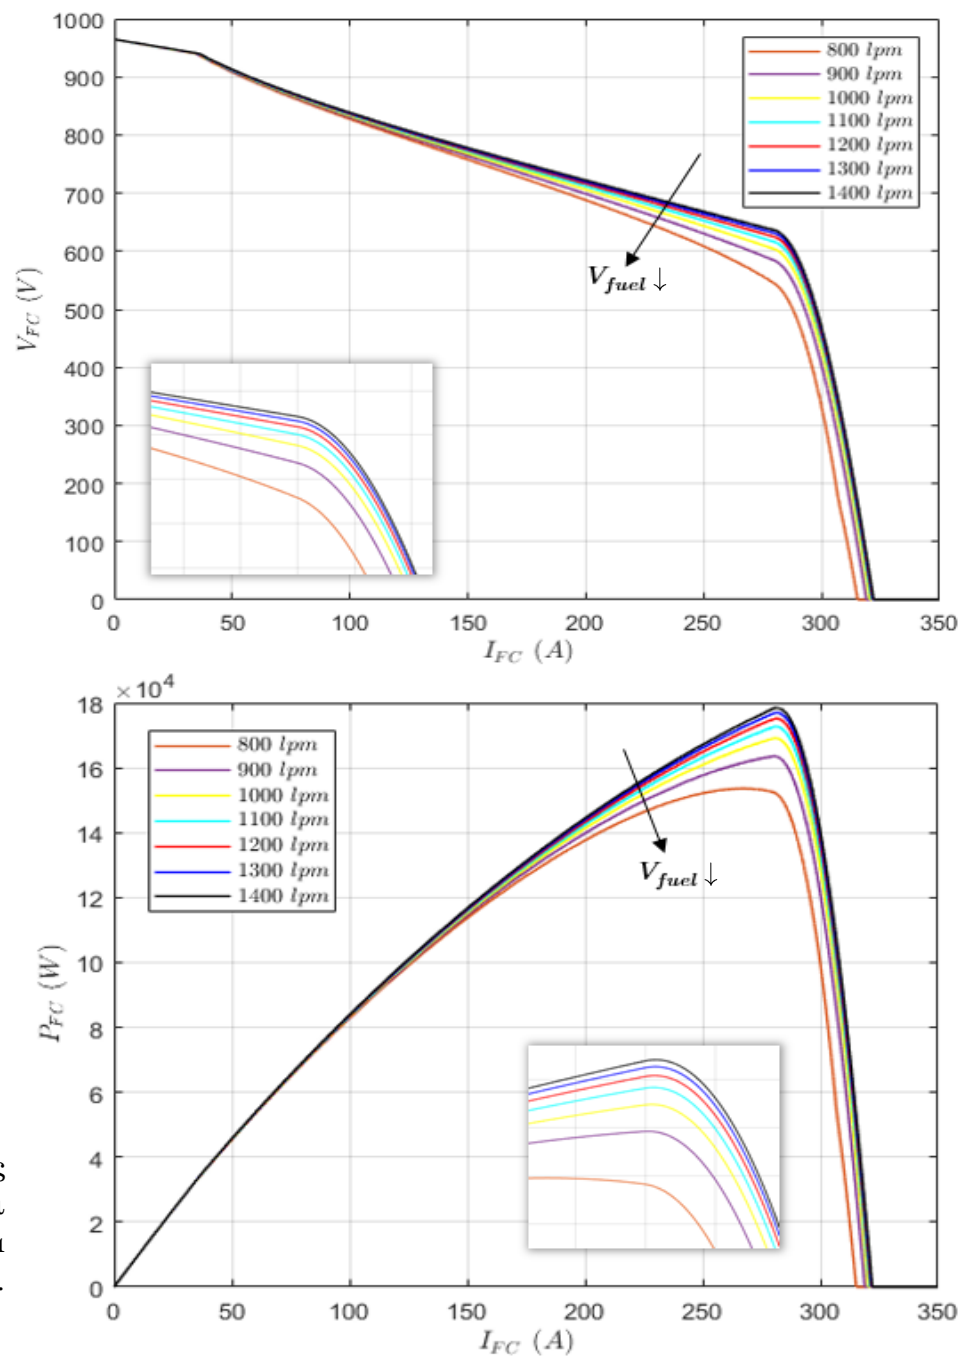 1000
900
800
700
600
500
400
300
200
100
0
V_FC (V)
800 lpm
900 lpm
1000 lpm
1100 lpm
1200 lpm
1300 lpm
1400 lpm
V_fuel ↓
0 50 100 150 200 250 300 350
I_FC (A)
×10⁴
18
16
14
12
10
8
6
4
2
0
P_FC (W)
800 lpm
900 lpm
1000 lpm
1100 lpm
1200 lpm
1300 lpm
1400 lpm
V_fuel ↓
0 50 100 150 200 250 300 350
I_FC (A)